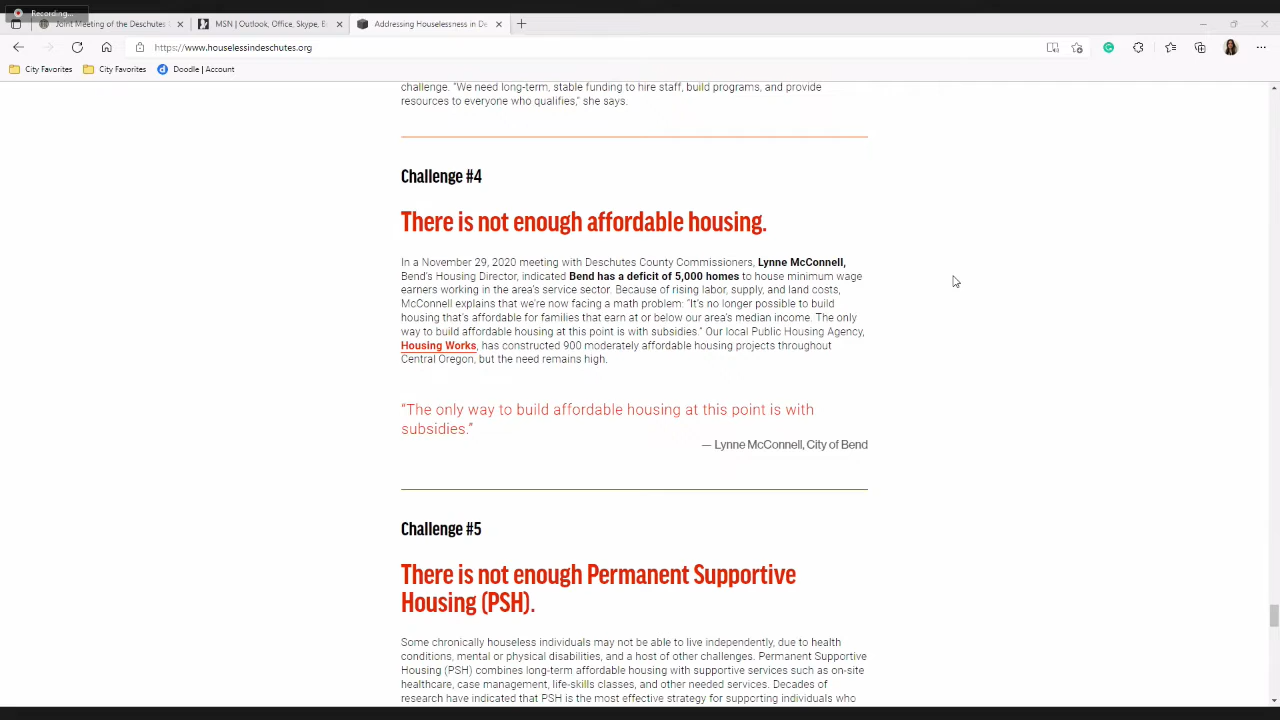 Recording...
Joint Meeting of the Deschutes
MSN | Outlook, Office, Skype,
Addressing Houselessness in De
https://www.houselessindeschutes.org
City Favorites
City Favorites
Doodle | Account
challenge. "We need long-term, stable funding to hire staff, build programs, and provide
resources to everyone who qualifies," she says.
Challenge #4
There is not enough affordable housing.
In a November 29, 2020 meeting with Deschutes County Commissioners, Lynne McConnell,
Bend's Housing Director, indicated Bend has a deficit of 5,000 homes to house minimum wage
earners working in the area's service sector. Because of rising labor, supply, and land costs,
McConnell explains that we're now facing a math problem: "It's no longer possible to build
housing that's affordable for families that earn at or below our area's median income. The only
way to build affordable housing at this point is with subsidies." Our local Public Housing Agency,
Housing Works, has constructed 900 moderately affordable housing projects throughout
Central Oregon, but the need remains high.
"The only way to build affordable housing at this point is with
subsidies."
— Lynne McConnell, City of Bend
Challenge #5
There is not enough Permanent Supportive
Housing (PSH).
Some chronically houseless individuals may not be able to live independently, due to health
conditions, mental or physical disabilities, and a host of other challenges. Permanent Supportive
Housing (PSH) combines long-term affordable housing with supportive services such as on-site
healthcare, case management, life-skills classes, and other needed services. Decades of
research have indicated that PSH is the most effective strategy for supporting individuals who